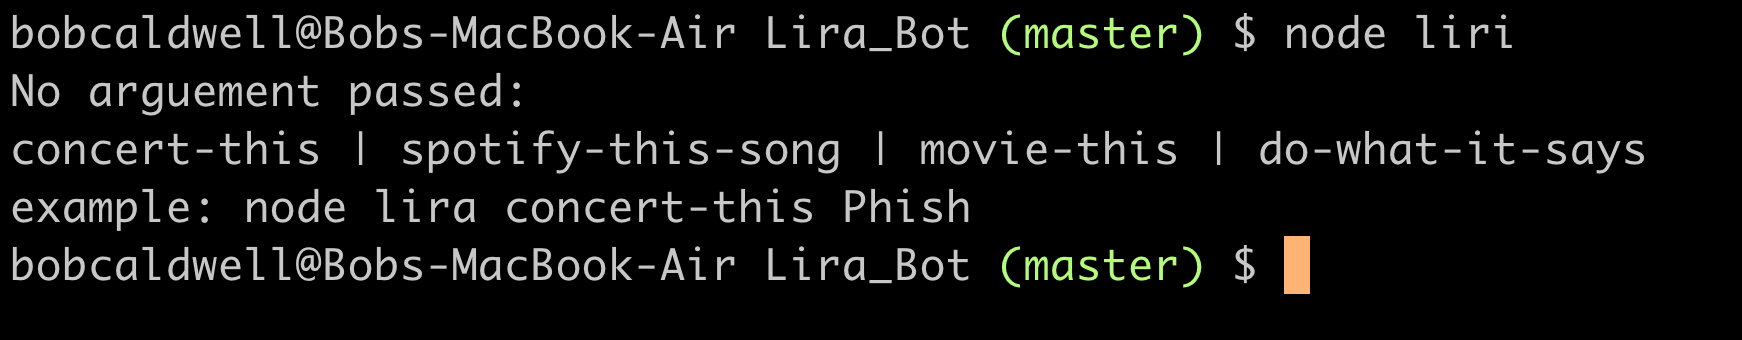 bobcaldwell@Bobs-MacBook-Air Lira_Bot (master) $ node liri
No arguement passed:
concert-this | spotify-this-song | movie-this | do-what-it-says
example: node lira concert-this Phish
bobcaldwell@Bobs-MacBook-Air Lira_Bot (master) $